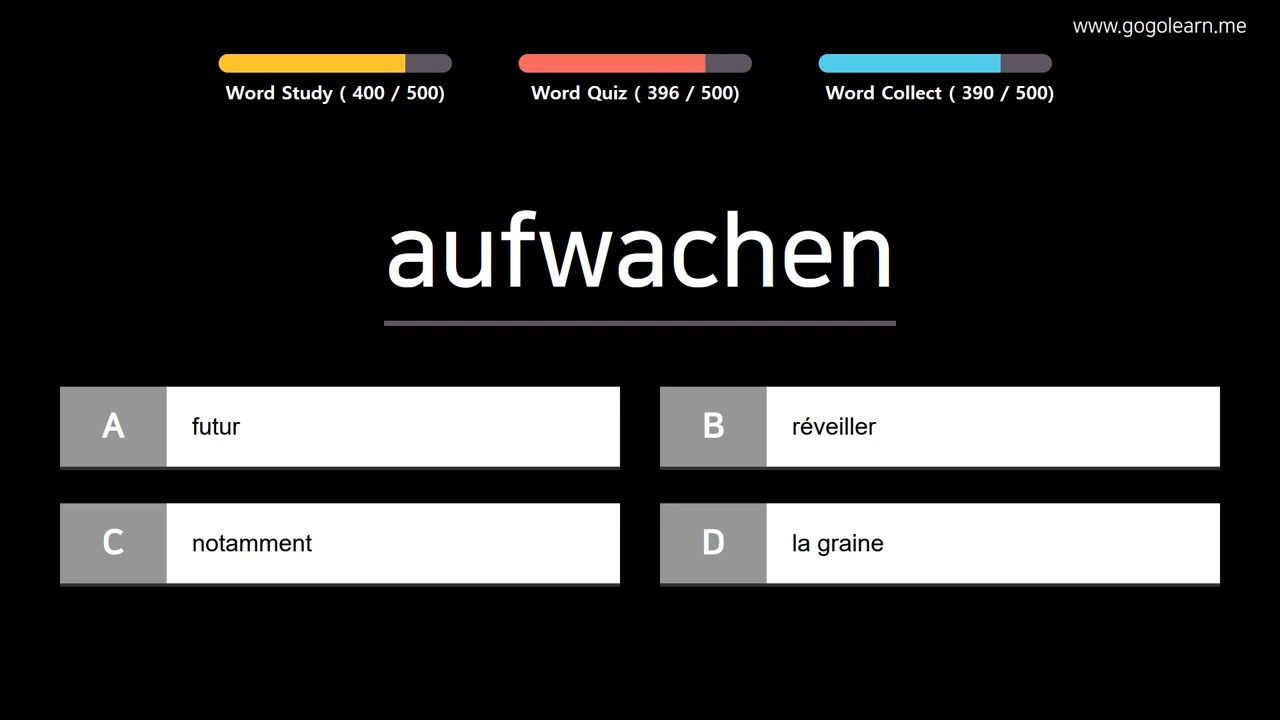 www.gogolearn.me
Word Study ( 400 / 500)
Word Quiz ( 396 / 500)
Word Collect ( 390 / 500)
aufwachen
A futur
B réveiller
C notamment
D la graine